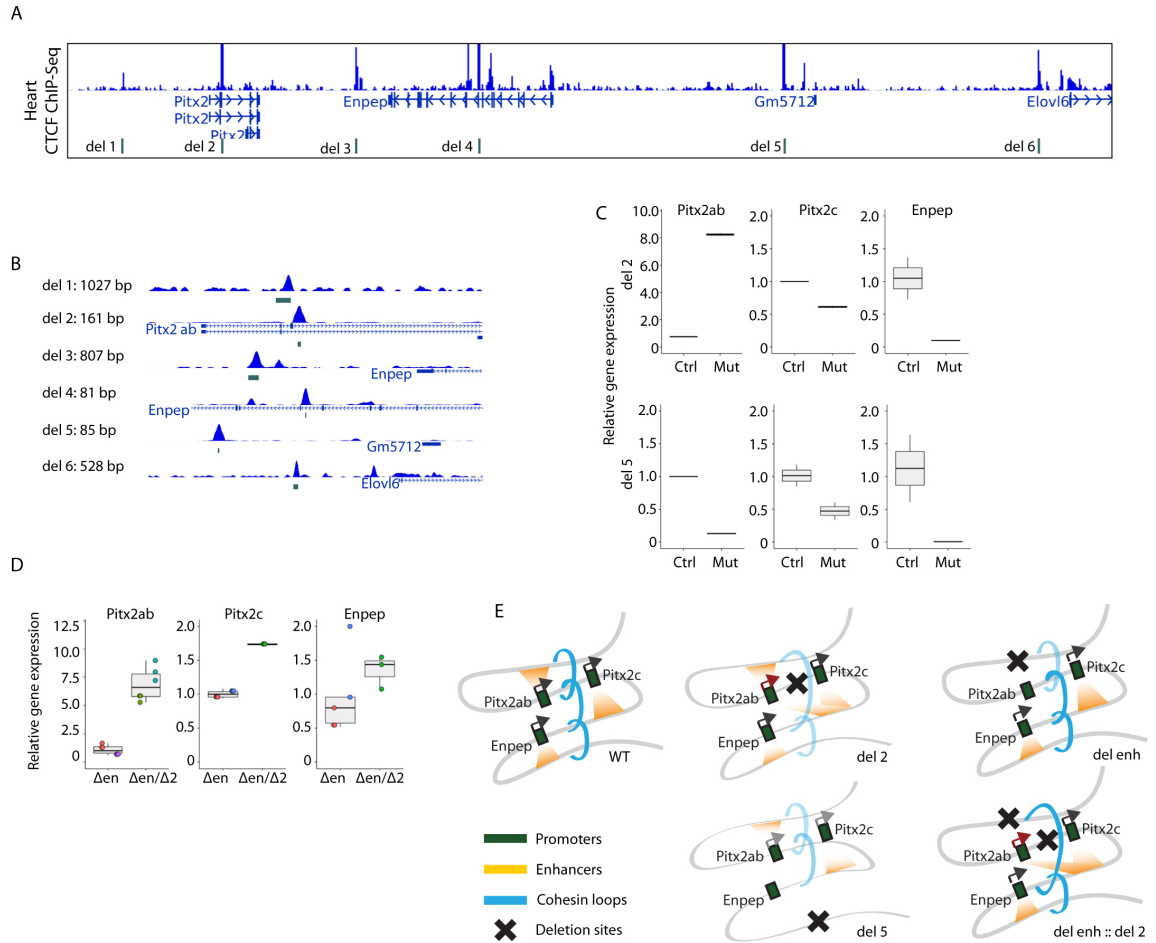 A
Heart
CTCF ChIP-Seq
Pitx2
Pitx2
Pitx2
Enpep
Gm5712
Elovl6
del 1
del 2
del 3
del 4
del 5
del 6
B
del 1: 1027 bp
del 2: 161 bp
Pitx2 ab
del 3: 807 bp
Enpep
del 4: 81 bp
Enpep
del 5: 85 bp
Gm5712
del 6: 528 bp
Elovl6
C
Relative gene expression
del 2
Pitx2ab
10.0
8.0
6.0
4.0
2.0
0
Ctrl Mut
Pitx2c
2.0
1.5
1.0
0.5
0
Ctrl Mut
Enpep
2.0
1.5
1.0
0.5
0
Ctrl Mut
del 5
2.0
1.5
1.0
0.5
0
Ctrl Mut
2.0
1.5
1.0
0.5
0
Ctrl Mut
2.0
1.5
1.0
0.5
0
Ctrl Mut
D
Relative gene expression
Pitx2ab
12.5
10.0
7.5
5.0
2.5
0
Δen Δen/Δ2
Pitx2c
2.0
1.5
1.0
0.5
0
Δen Δen/Δ2
Enpep
2.0
1.5
1.0
0.5
0
Δen Δen/Δ2
E
Pitx2c
Pitx2ab
Enpep
WT
Pitx2c
Pitx2ab
Enpep
del 2
Pitx2c
Pitx2ab
Enpep
del enh
Promoters
Enhancers
Cohesin loops
Deletion sites
Pitx2c
Pitx2ab
Enpep
del 5
Pitx2c
Pitx2ab
Enpep
del enh :: del 2